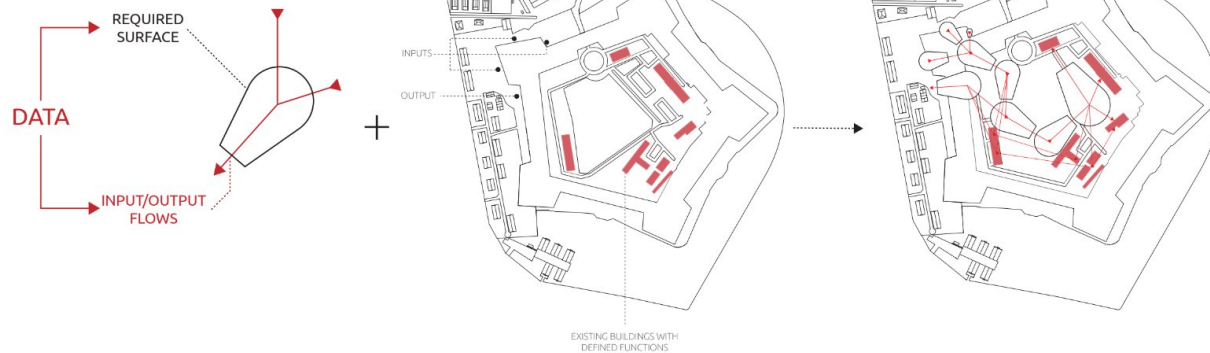 REQUIRED
SURFACE
DATA
INPUT/OUTPUT
FLOWS
+
INPUTS
OUTPUT
EXISTING BUILDINGS WITH
DEFINED FUNCTIONS